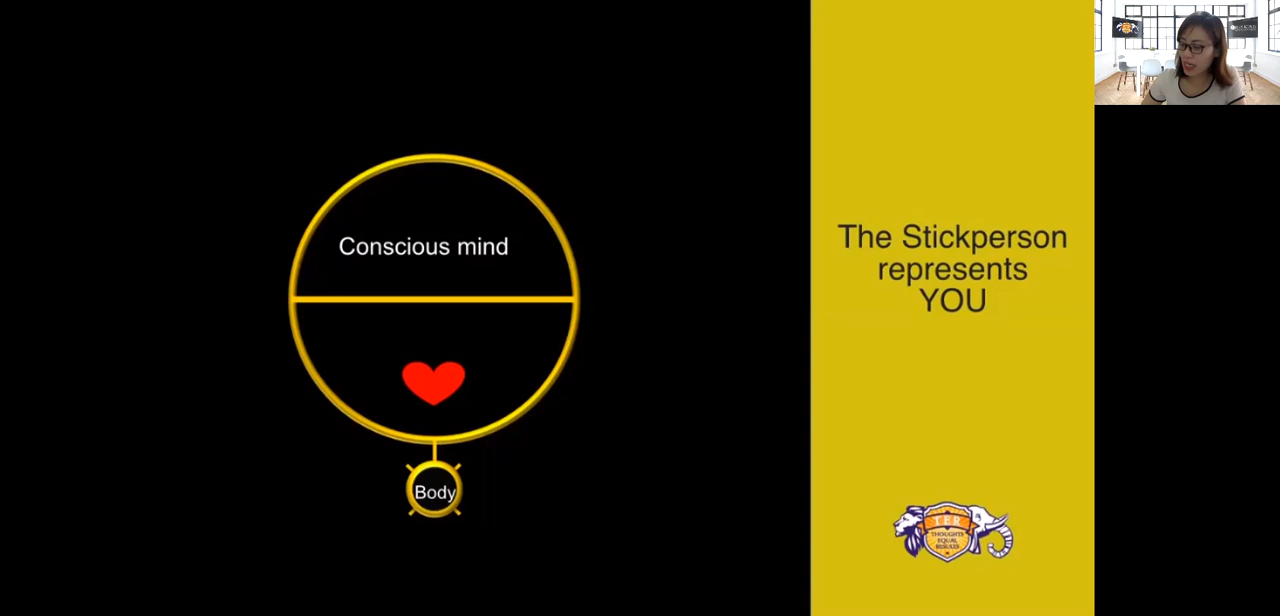 Conscious mind
Body
The Stickperson
represents
YOU
TER
THOUGHTS
EQUAL
RESULTS